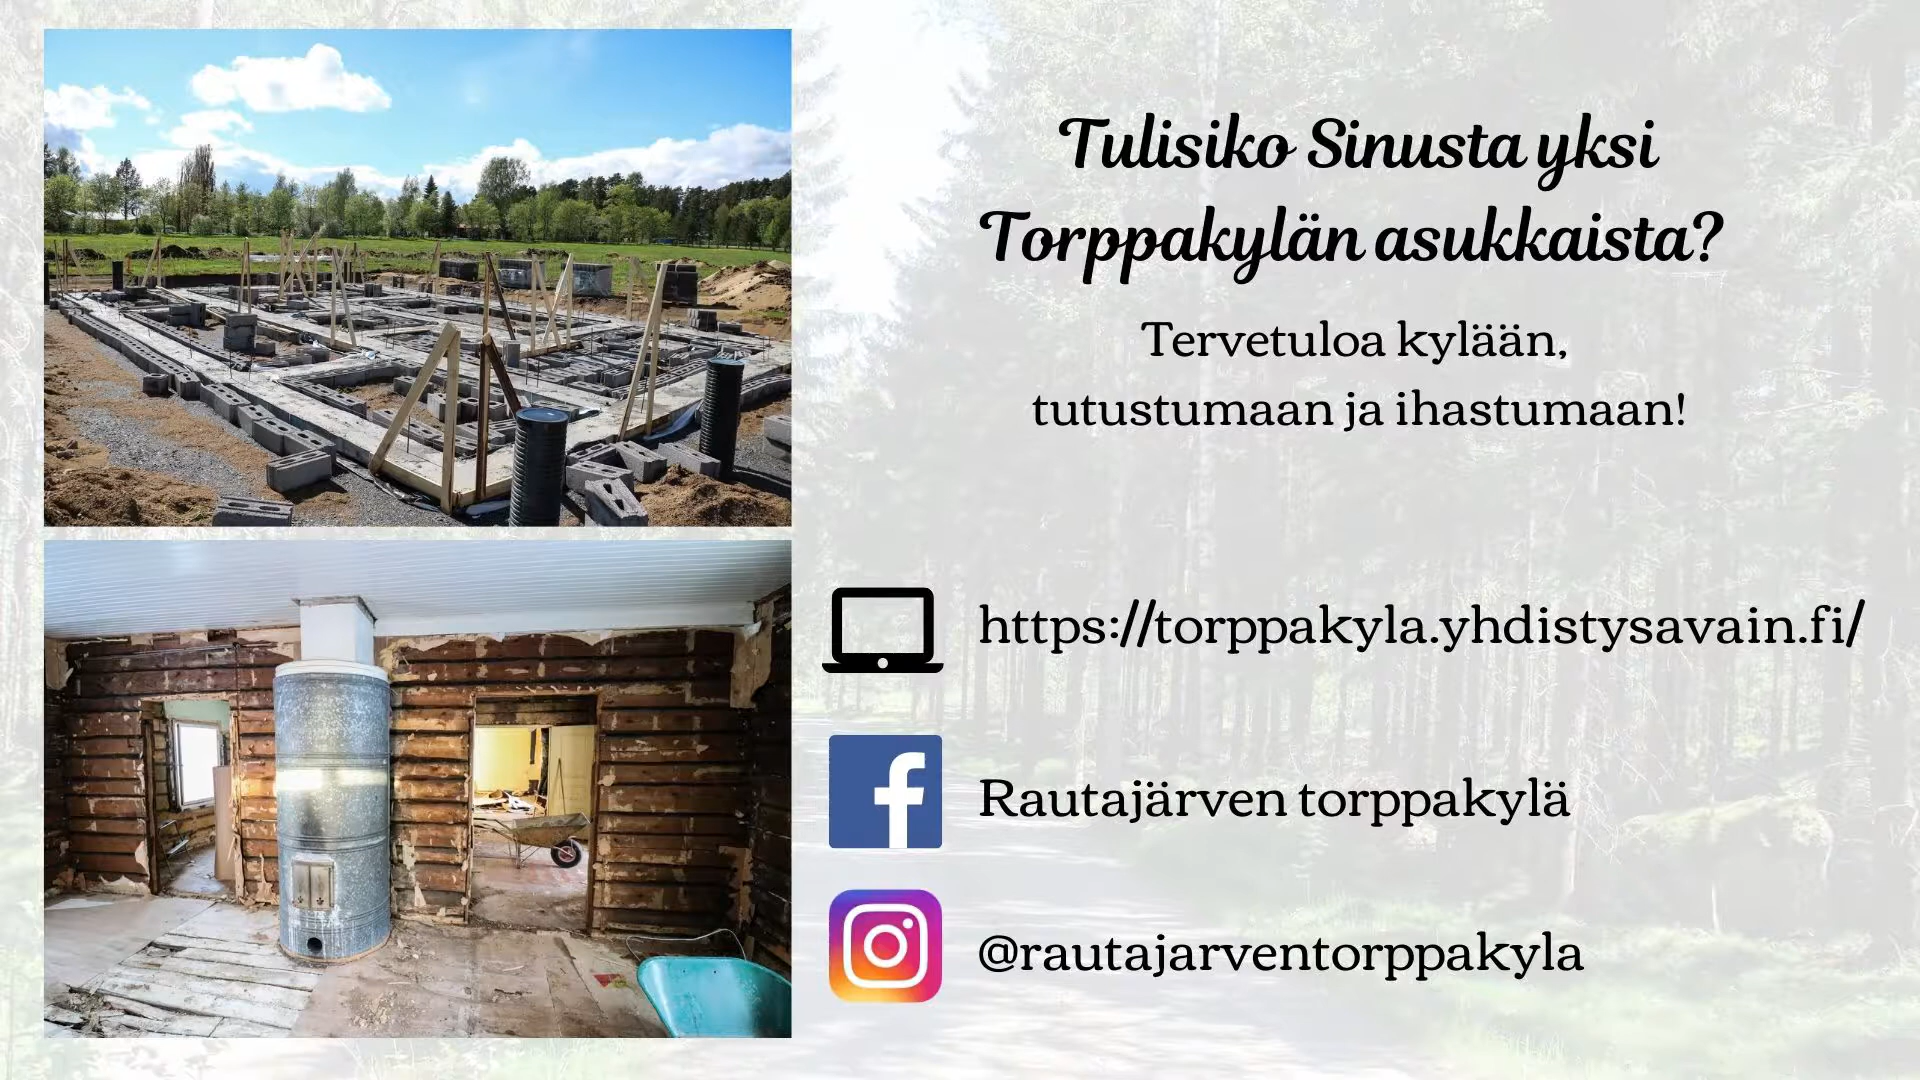 Tulisiko Sinusta yksi
Torppakylän asukkaista?
Tervetuloa kylään,
tutustumaan ja ihastumaan!
https://torppakyla.yhdistysavain.fi/
Rautajärven torppakylä
@rautajarventorppakyla